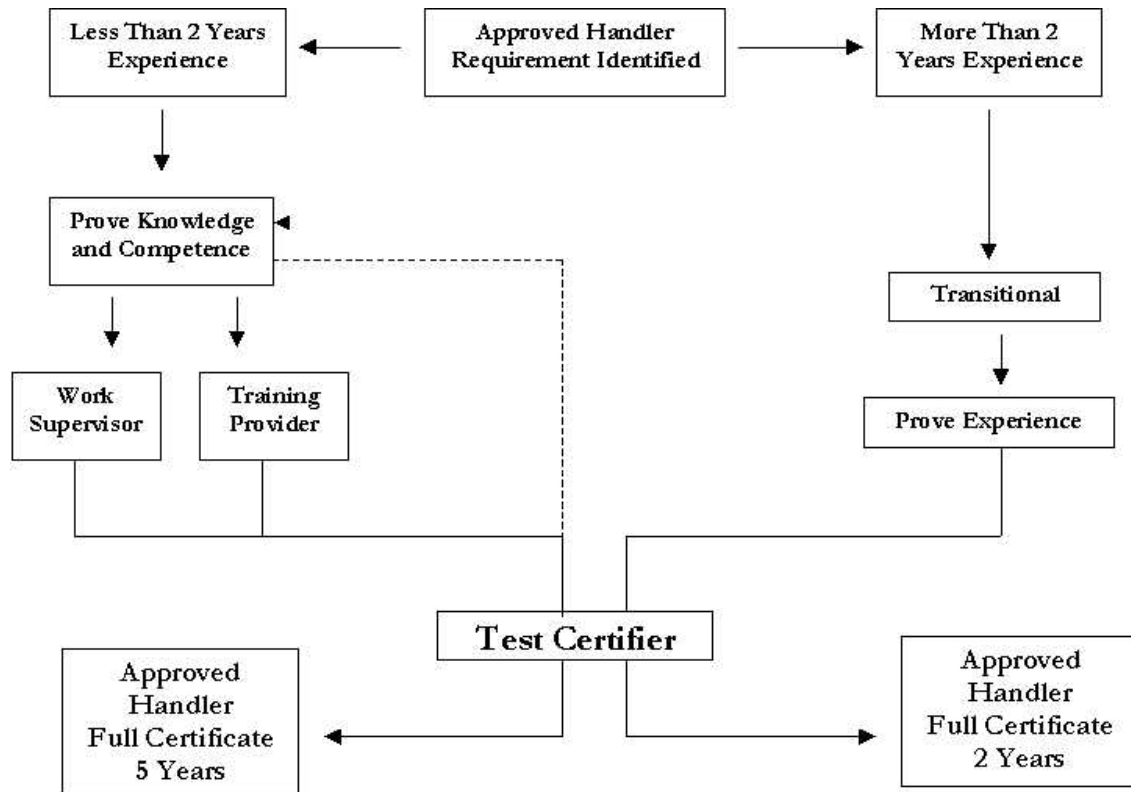 Less Than 2 Years
Experience
Approved Handler
Requirement Identified
More Than 2
Years Experience
Prove Knowledge
and Competence
Transitional
Work
Supervisor
Training
Provider
Prove Experience
Test Certifier
Approved
Handler
Full Certificate
5 Years
Approved
Handler
Full Certificate
2 Years